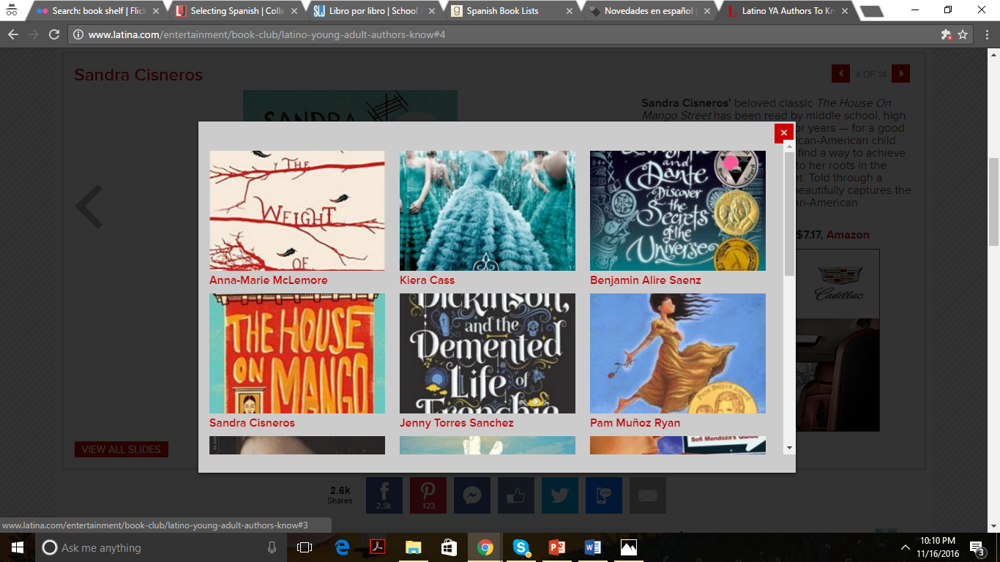 Search: book shelf | Flick
Selecting Spanish | Colle
Libro por libro | School
Spanish Book Lists
Novedades en español |
Latino YA Authors To Kn
www.latina.com/entertainment/book-club/latino-young-adult-authors-know#4
Sandra Cisneros
4 OF 14
SANDRA
Sandra Cisneros' beloved classic The House On
Mango Street has been read by middle school, high
or years — for a good
can-American child
find a way to achieve
to her roots in the
et. Told through a
beautifully captures the
an-American
$7.17, Amazon
THE
WEIGHT
OF
Anna-Marie McLemore
Kiera Cass
and
Dante
Discover
the
Secrets
of the
Universe
Benjamin Alire Saenz
THE HOUSE
ON
MANGO
Sandra Cisneros
Dickinson,
and the
Demented
Life of
Frenchie
Jenny Torres Sanchez
Pam Muñoz Ryan
Cadillac
Sofi Mendoza's Guide
VIEW ALL SLIDES
2.6k
Shares
2.5k
123
www.latina.com/entertainment/book-club/latino-young-adult-authors-know#3
Ask me anything
10:10 PM
11/16/2016
3